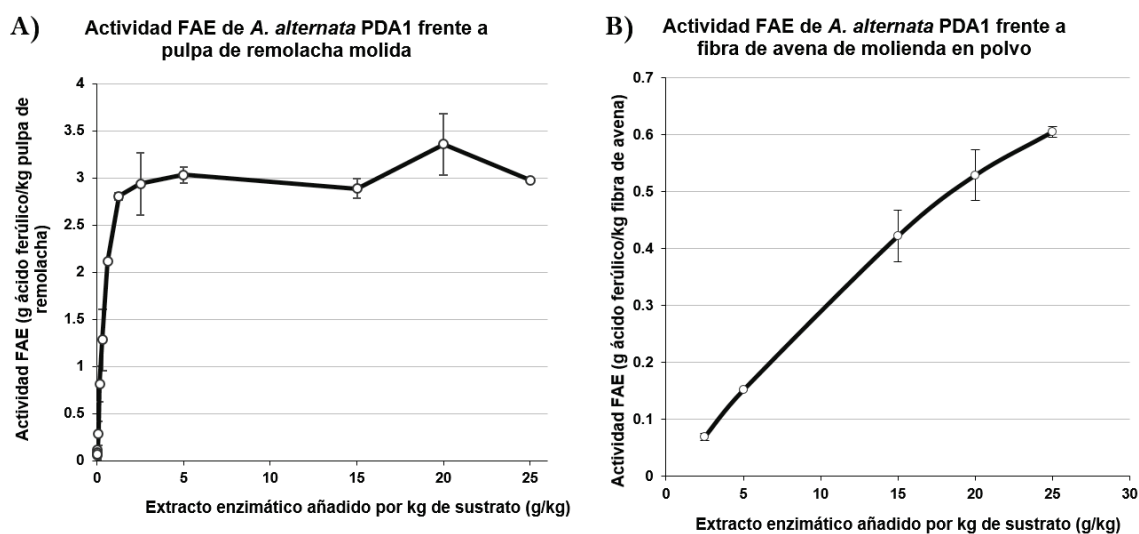 A)
Actividad FAE de A. alternata PDA1 frente a
pulpa de remolacha molida
4
3.5
3
2.5
2
1.5
1
0.5
0
0
5
10
15
20
25
Actividad FAE (g ácido ferúlico/kg pulpa de
remolacha)
Extracto enzimático añadido por kg de sustrato (g/kg)
B)
Actividad FAE de A. alternata PDA1 frente a
fibra de avena de molienda en polvo
0.7
0.6
0.5
0.4
0.3
0.2
0.1
0
0
5
10
15
20
25
30
Actividad FAE (g ácido ferúlico/kg fibra de avena)
Extracto enzimático añadido por kg de sustrato (g/kg)